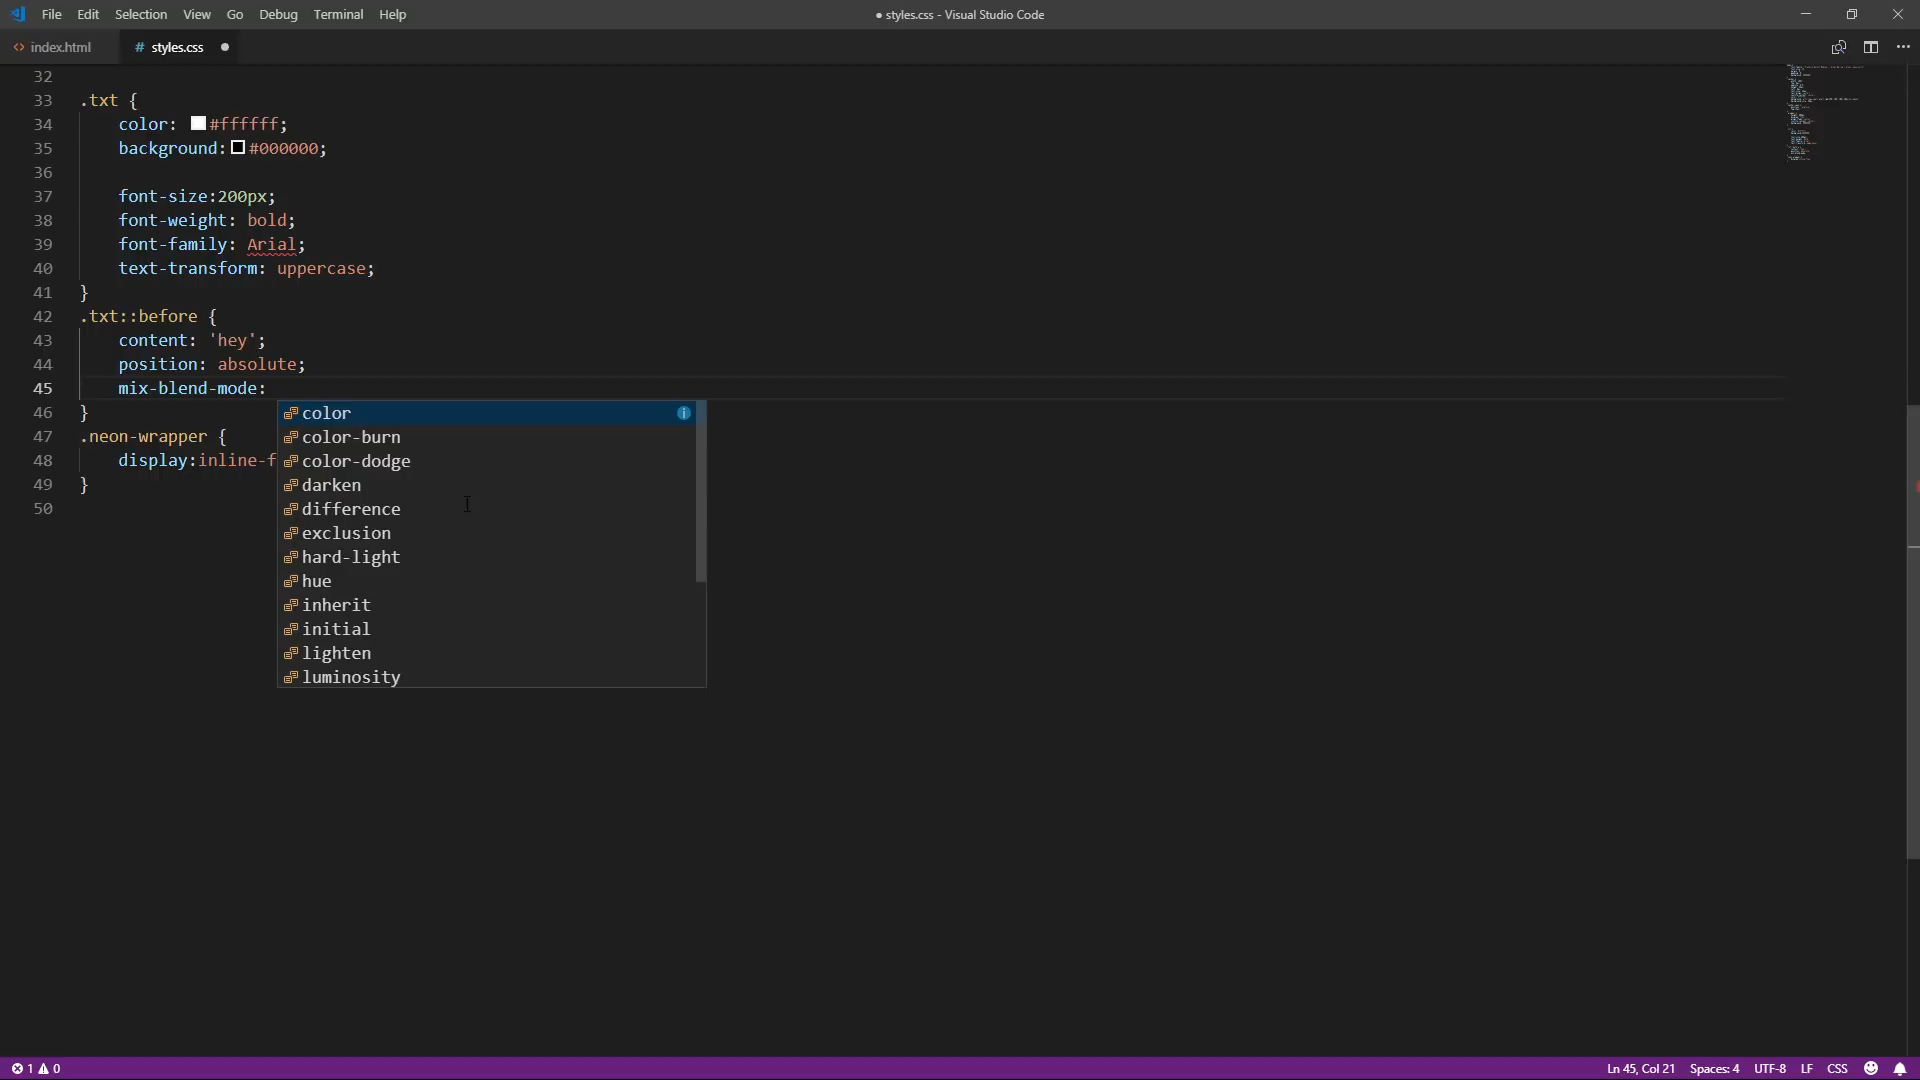 File Edit Selection View Go Debug Terminal Help
● styles.css - Visual Studio Code
<> index.html
# styles.css ●
32
33 .txt {
34 color: #ffffff;
35 background: #000000;
36
37 font-size:200px;
38 font-weight: bold;
39 font-family: Arial;
40 text-transform: uppercase;
41 }
42 .txt::before {
43 content: 'hey';
44 position: absolute;
45 mix-blend-mode:
46 }
47 .neon-wrapper {
48 display:inline-f
49 }
50
color
color-burn
color-dodge
darken
difference
exclusion
hard-light
hue
inherit
initial
lighten
luminosity
1 0
Ln 45, Col 21 Spaces: 4 UTF-8 LF CSS